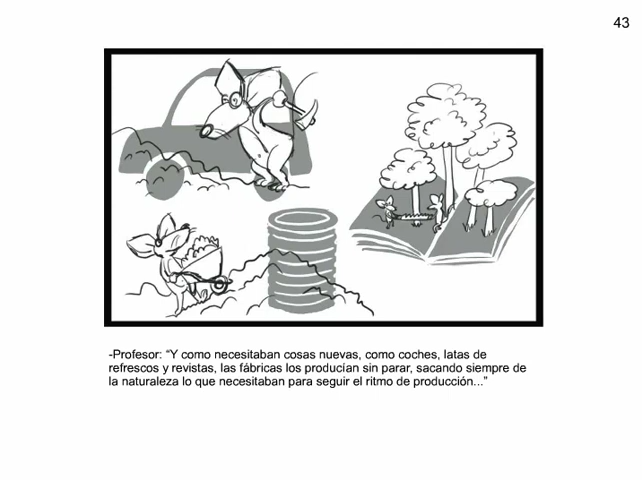 43
-Profesor: “Y como necesitaban cosas nuevas, como coches, latas de
refrescos y revistas, las fábricas los producían sin parar, sacando siempre de
la naturaleza lo que necesitaban para seguir el ritmo de producción...”